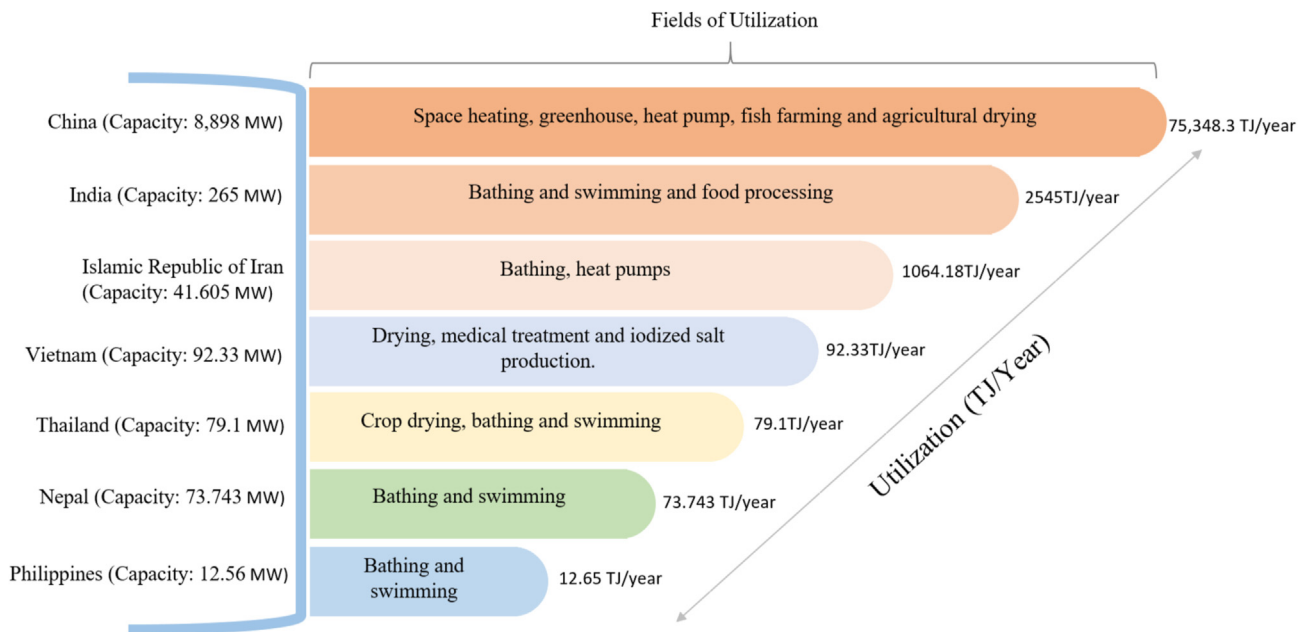 Fields of Utilization
China (Capacity: 8,898 MW)
Space heating, greenhouse, heat pump, fish farming and agricultural drying
75,348.3 TJ/year
India (Capacity: 265 MW)
Bathing and swimming and food processing
2545TJ/year
Islamic Republic of Iran
(Capacity: 41.605 MW)
Bathing, heat pumps
1064.18TJ/year
Vietnam (Capacity: 92.33 MW)
Drying, medical treatment and iodized salt
production.
92.33TJ/year
Thailand (Capacity: 79.1 MW)
Crop drying, bathing and swimming
79.1TJ/year
Nepal (Capacity: 73.743 MW)
Bathing and swimming
73.743 TJ/year
Philippines (Capacity: 12.56 MW)
Bathing and
swimming
12.65 TJ/year
Utilization (TJ/Year)